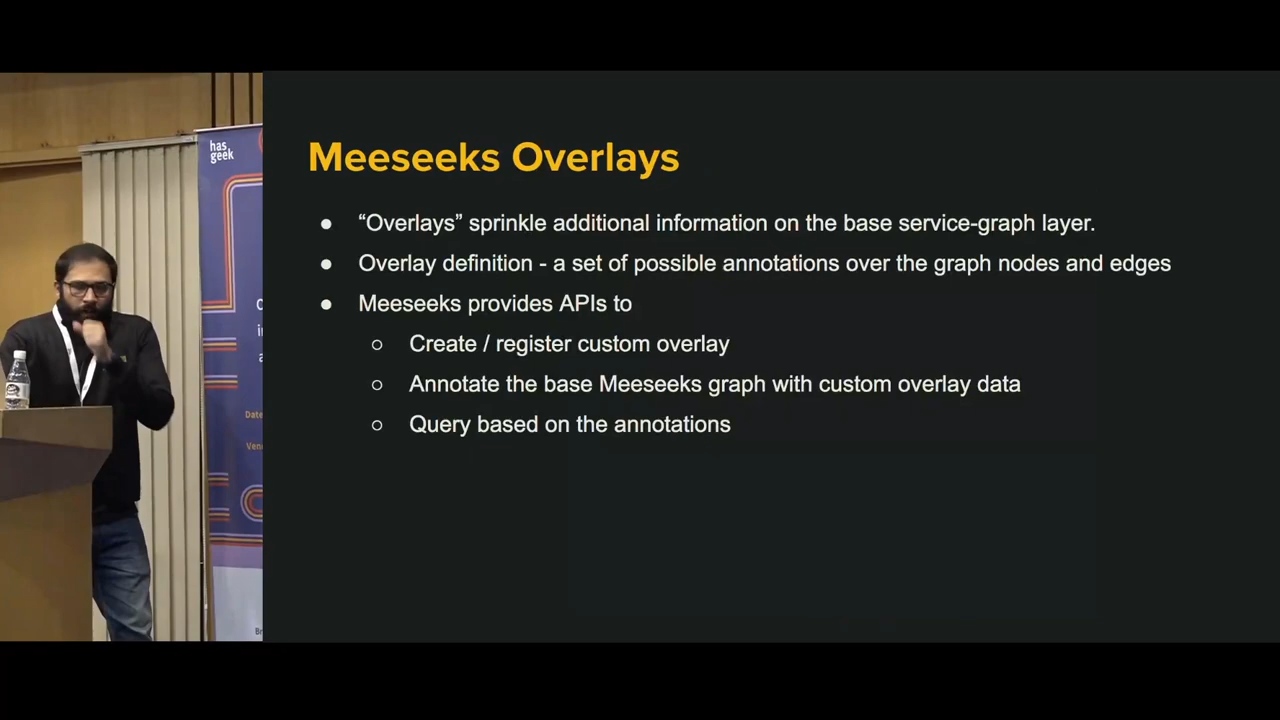 has
geek
Date
Meeseeks Overlays
● “Overlays” sprinkle additional information on the base service-graph layer.
● Overlay definition - a set of possible annotations over the graph nodes and edges
● Meeseeks provides APIs to
○ Create / register custom overlay
○ Annotate the base Meeseeks graph with custom overlay data
○ Query based on the annotations